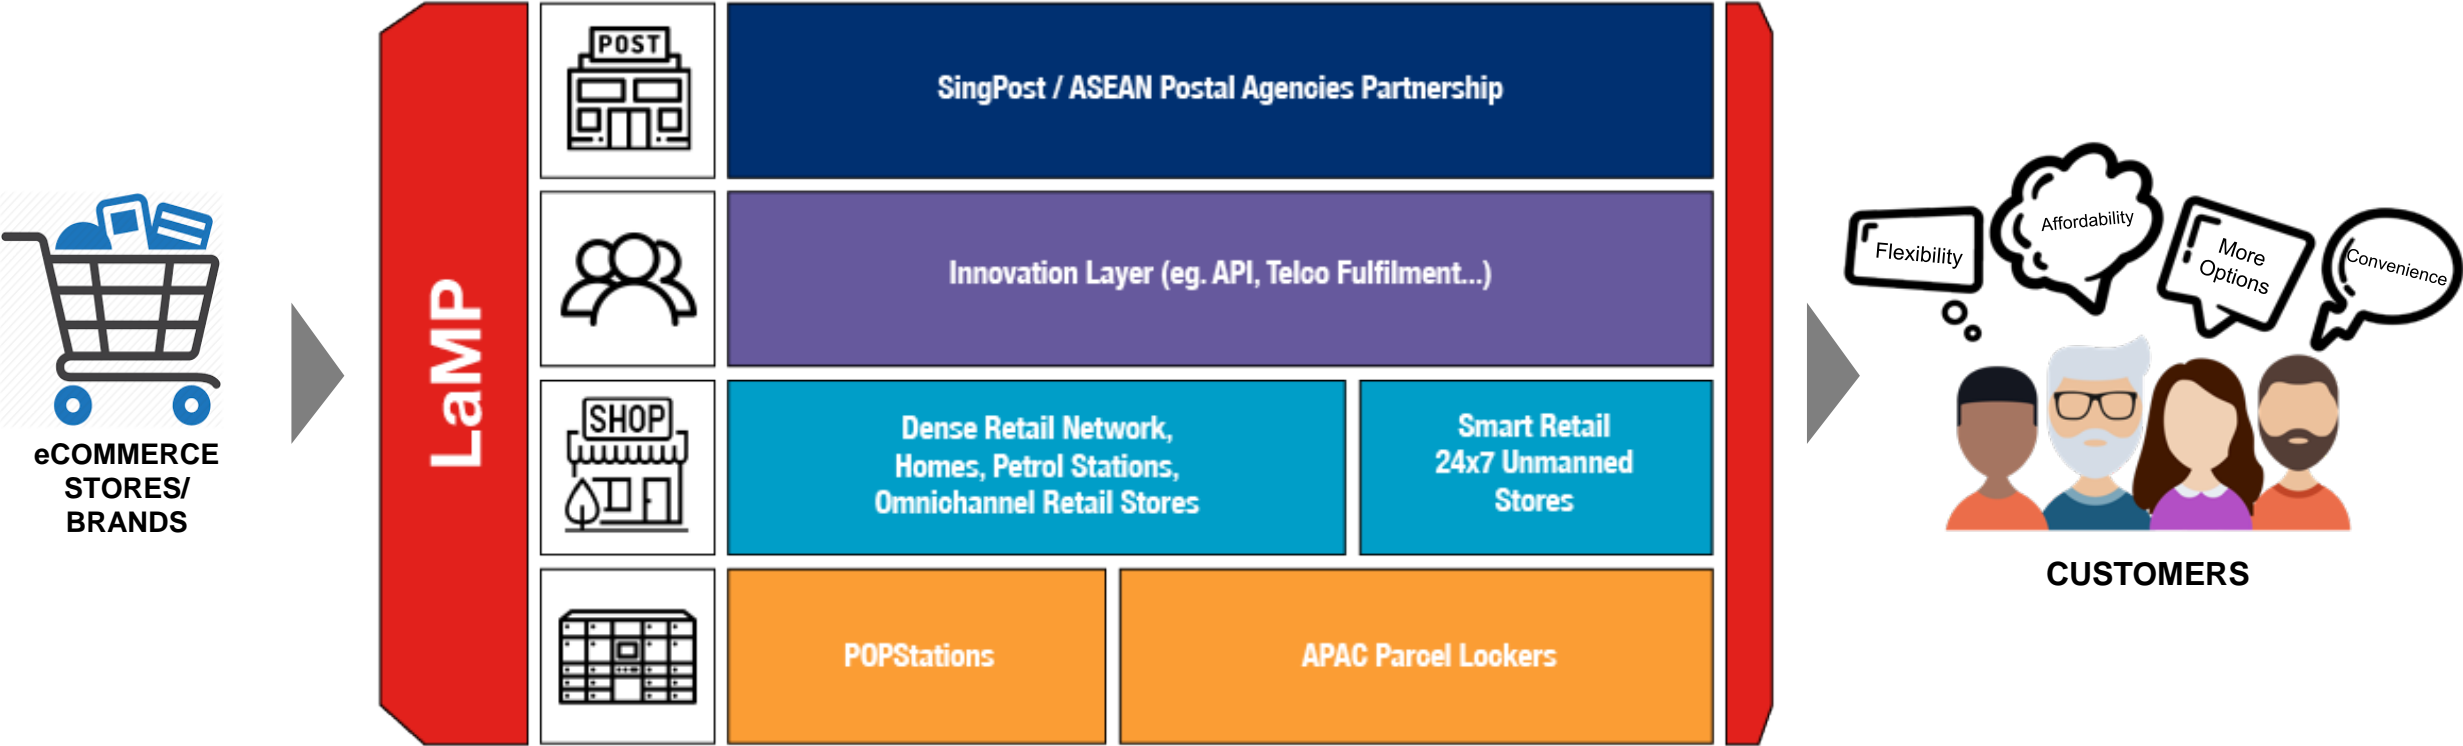 eCOMMERCE
STORES/
BRANDS
LaMP
POST
SingPost / ASEAN Postal Agencies Partnership
Innovation Layer (eg. API, Telco Fulfilment...)
SHOP
Dense Retail Network,
Homes, Petrol Stations,
Omnichannel Retail Stores
Smart Retail
24x7 Unmanned
Stores
POPStations
APAC Parcel Lockers
Flexibility
Affordability
More
Options
Convenience
CUSTOMERS